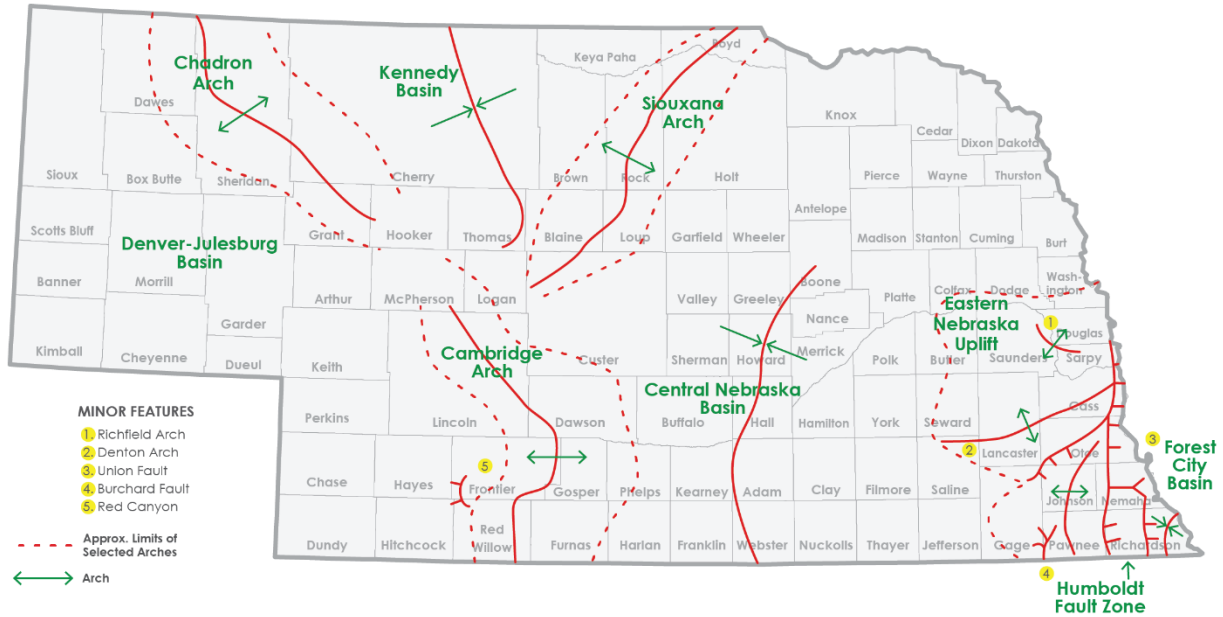 Boyd
Keya Paha
Chadron
Arch
Kennedy
Basin
Siouxana
Arch
Dawes
Knox
Cedar
Dixon
Dakota
Sioux
Box Butte
Sheridan
Cherry
Brown
Rock
Holt
Pierce
Wayne
Thurston
Antelope
Scotts Bluff
Denver-Julesburg
Basin
Grant
Hooker
Thomas
Blaine
Loup
Garfield
Wheeler
Madison
Stanton
Cuming
Burt
Banner
Morrill
Arthur
McPherson
Logan
Valley
Greeley
Boone
Nance
Platte
Colfax
Dodge
Wash-
ington
Eastern
Nebraska
Uplift
1
Douglas
Garder
Kimball
Cheyenne
Dueul
Keith
Cambridge
Arch
Custer
Sherman
Howard
Merrick
Polk
Butler
Saunders
Sarpy
Central Nebraska
Basin
Perkins
Lincoln
Dawson
Buffalo
Hall
Hamilton
York
Seward
Cass
2
Lancaster
Otoe
3
Forest
City
Basin
MINOR FEATURES
1. Richfield Arch
2. Denton Arch
3. Union Fault
4. Burchard Fault
5. Red Canyon
Approx. Limits of
Selected Arches
Arch
5
Chase
Hayes
Frontier
Gosper
Phelps
Kearney
Adam
Clay
Filmore
Saline
Johnson
Nemaha
Dundy
Hitchcock
Red
Willow
Furnas
Harlan
Franklin
Webster
Nuckolls
Thayer
Jefferson
Gage
Pawnee
Richardson
4
Humboldt
Fault Zone